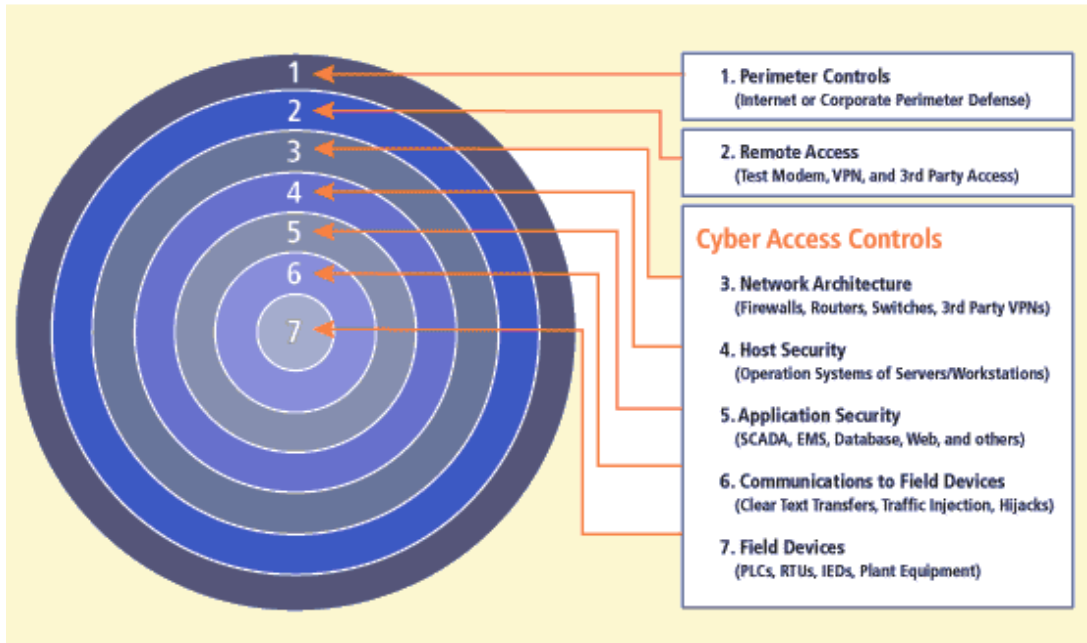 1
2
3
4
5
6
7
1. Perimeter Controls
(Internet or Corporate Perimeter Defense)
2. Remote Access
(Test Modem, VPN, and 3rd Party Access)
Cyber Access Controls
3. Network Architecture
(Firewalls, Routers, Switches, 3rd Party VPNs)
4. Host Security
(Operation Systems of Servers/Workstations)
5. Application Security
(SCADA, EMS, Database, Web, and others)
6. Communications to Field Devices
(Clear Text Transfers, Traffic Injection, Hijacks)
7. Field Devices
(PLCs, RTUs, IEDs, Plant Equipment)